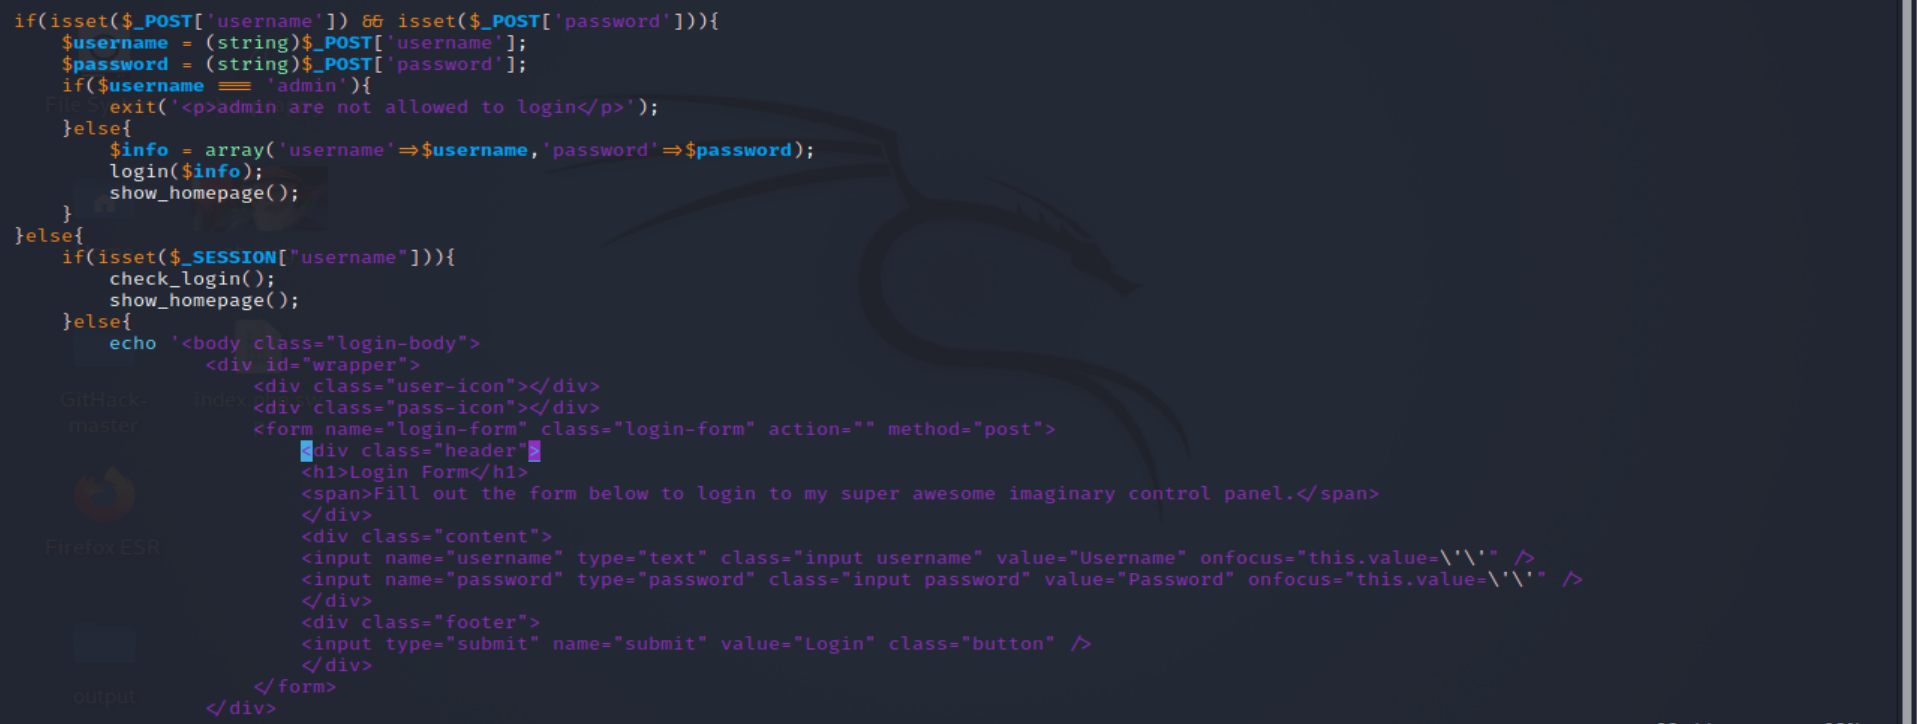 if(isset($_POST['username']) && isset($_POST['password'])){
    $username = (string)$_POST['username'];
    $password = (string)$_POST['password'];
    if($username === 'admin'){
        exit('<p>admin are not allowed to login</p>');
    }else{
        $info = array('username'=>$username,'password'=>$password);
        login($info);
        show_homepage();
    }
}else{
    if(isset($_SESSION["username"])){
        check_login();
        show_homepage();
    }else{
        echo '<body class="login-body">
                <div id="wrapper">
                    <div class="user-icon"></div>
                    <div class="pass-icon"></div>
                    <form name="login-form" class="login-form" action="" method="post">
                        <div class="header">
                        <h1>Login Form</h1>
                        <span>Fill out the form below to login to my super awesome imaginary control panel.</span>
                        </div>
                        <div class="content">
                        <input name="username" type="text" class="input username" value="Username" onfocus="this.value=\'\'" />
                        <input name="password" type="password" class="input password" value="Password" onfocus="this.value=\'\'" />
                        </div>
                        <div class="footer">
                        <input type="submit" name="submit" value="Login" class="button" />
                        </div>
                    </form>
                </div>
GitHack-
master
Firefox ESR
output